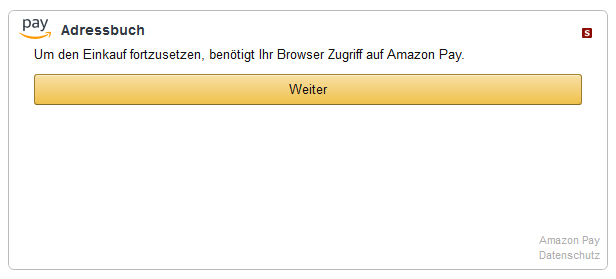 pay
Adressbuch
S
Um den Einkauf fortzusetzen, benötigt Ihr Browser Zugriff auf Amazon Pay.
Weiter
Amazon Pay
Datenschutz